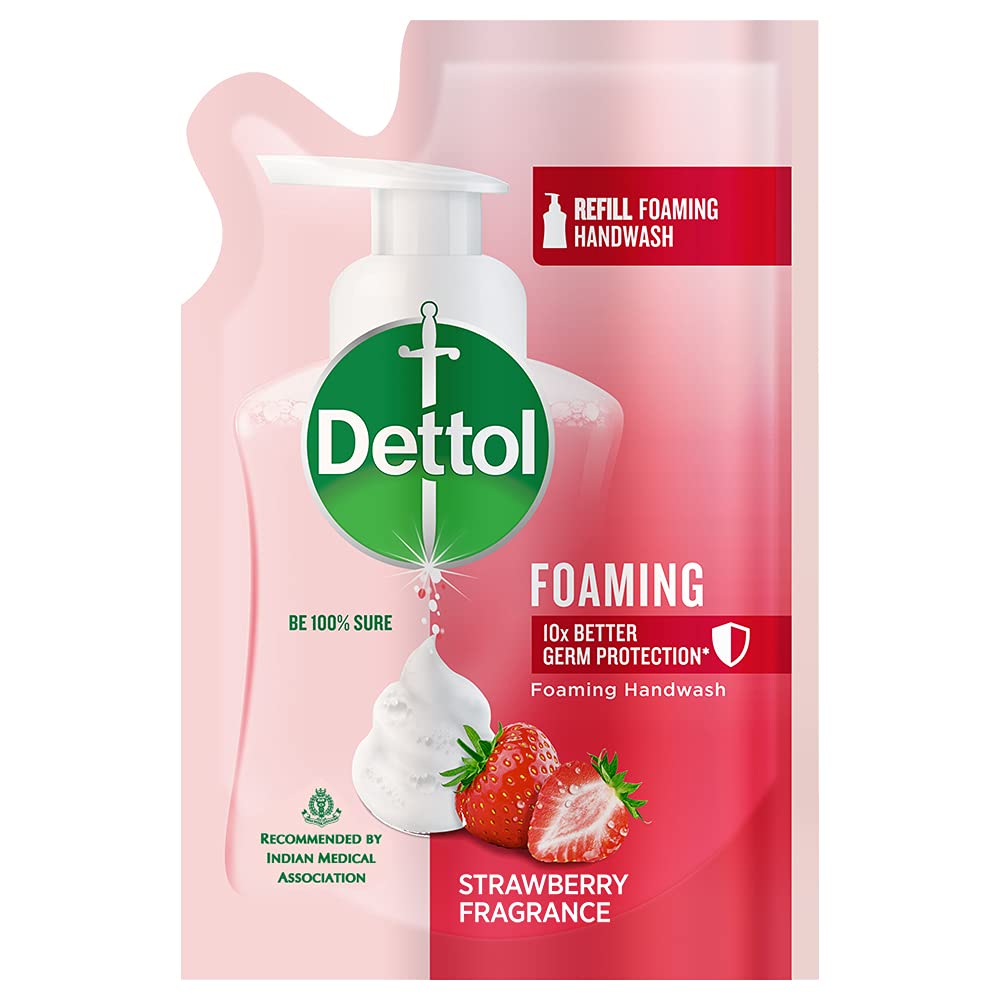 REFILL FOAMING
HANDWASH
Dettol
BE 100% SURE
FOAMING
10x BETTER
GERM PROTECTION*
Foaming Handwash
RECOMMENDED BY
INDIAN MEDICAL
ASSOCIATION
STRAWBERRY
FRAGRANCE